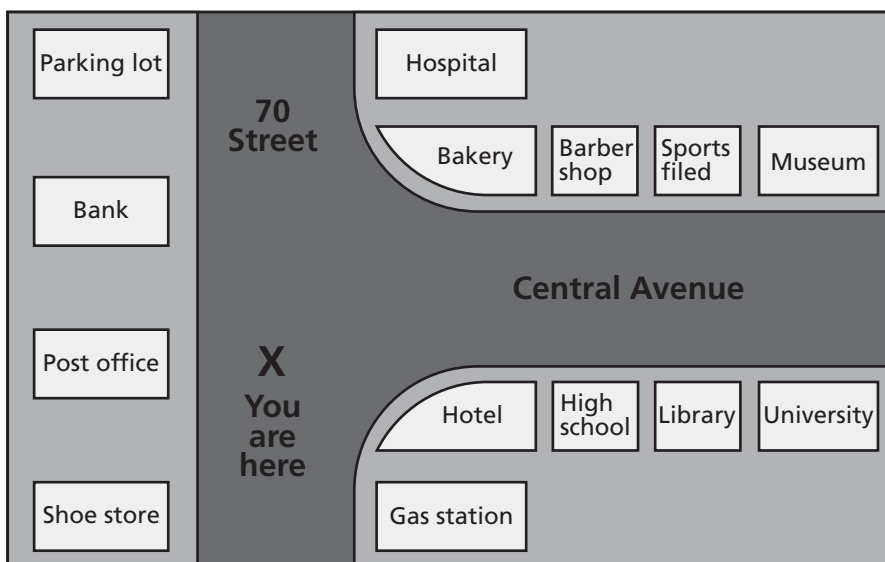 Parking lot
Bank
Post office
Shoe store
70
Street
X
You
are
here
Hospital
Bakery
Barber
shop
Sports
filed
Museum
Central Avenue
Hotel
High
school
Library
University
Gas station